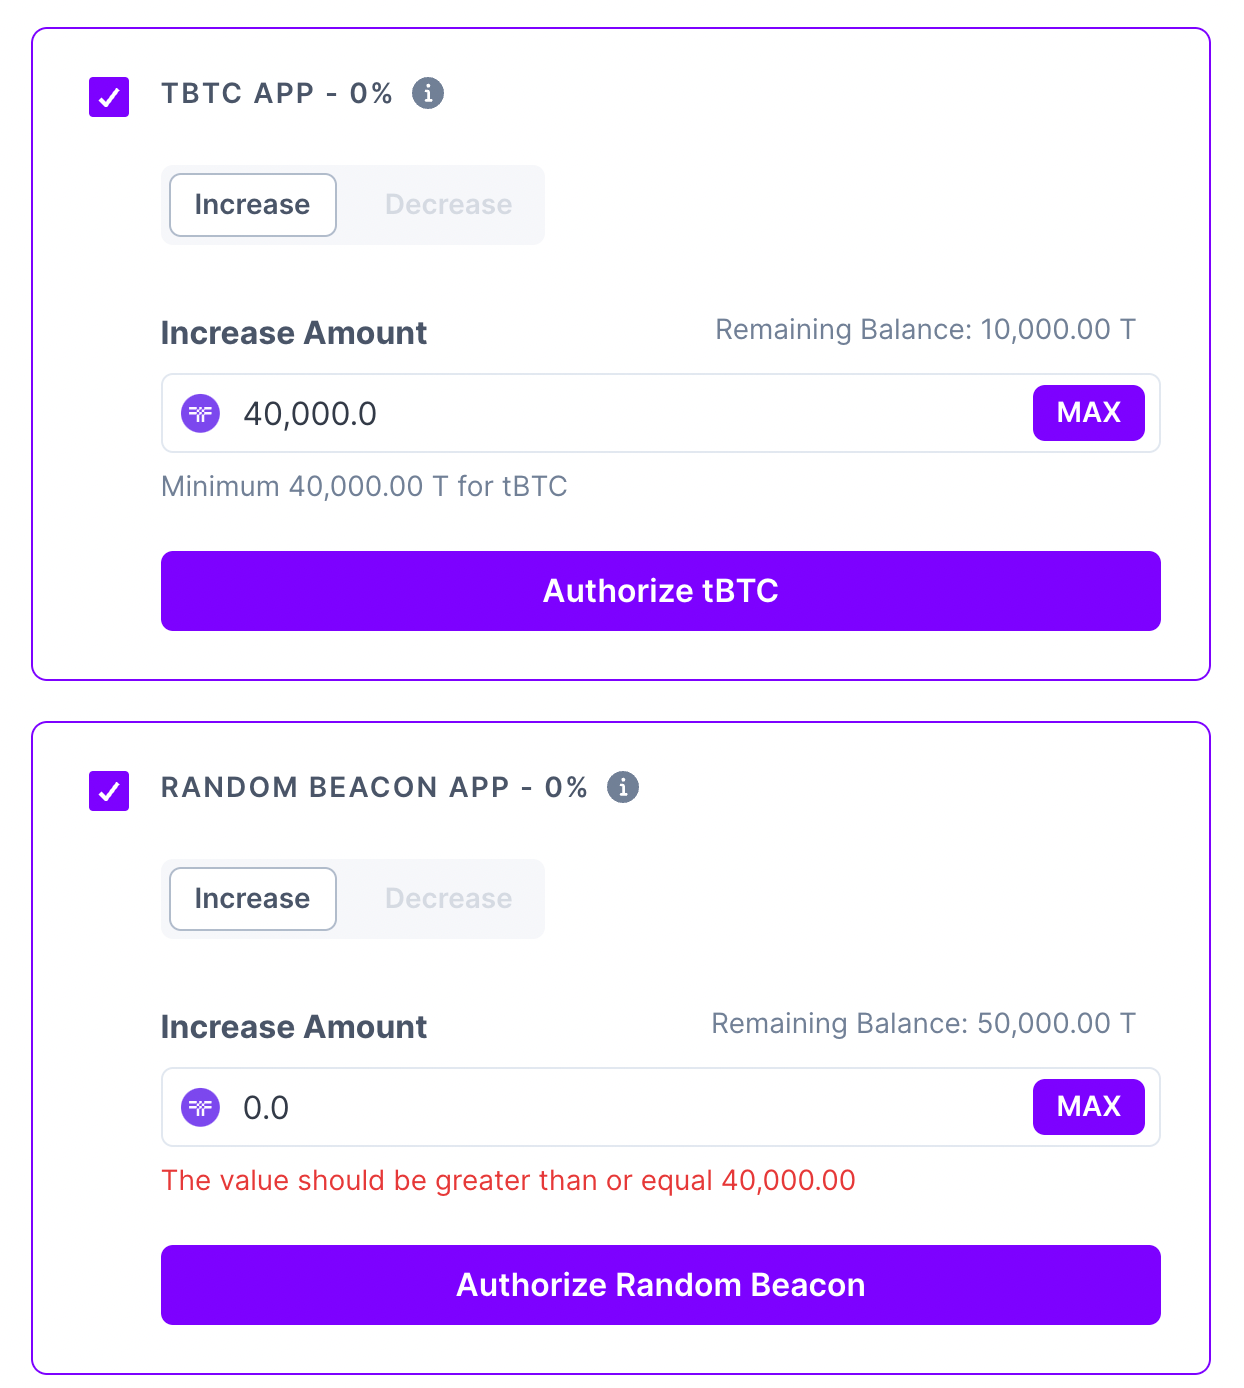 TBTC APP - 0%
Increase Decrease
Increase Amount Remaining Balance: 10,000.00 T
40,000.0 MAX
Minimum 40,000.00 T for tBTC
Authorize tBTC
RANDOM BEACON APP - 0%
Increase Decrease
Increase Amount Remaining Balance: 50,000.00 T
0.0 MAX
The value should be greater than or equal 40,000.00
Authorize Random Beacon